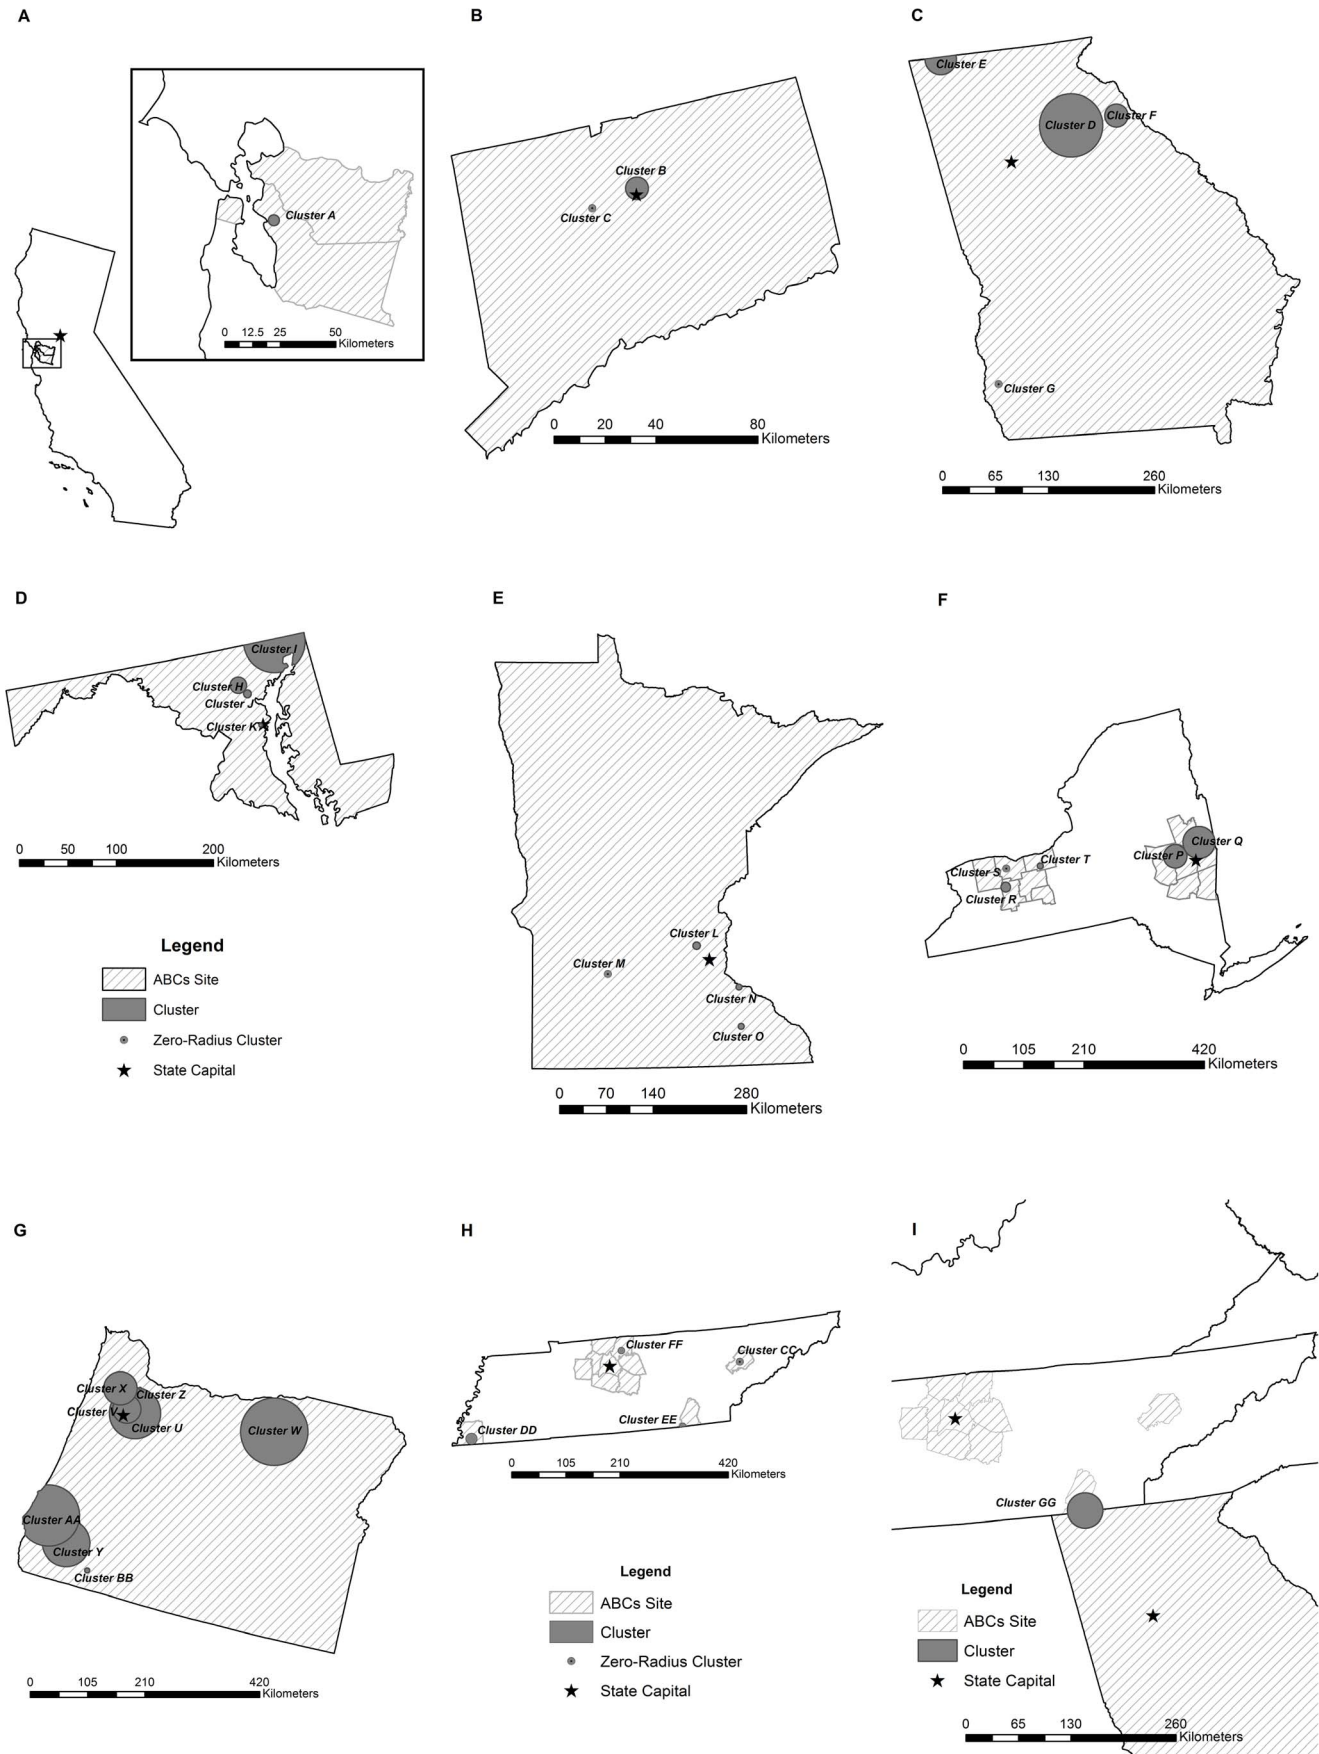 A
Cluster A
0 12.5 25 50
Kilometers
B
Cluster B
Cluster C
0 20 40 80
Kilometers
C
Cluster E
Cluster D
Cluster F
Cluster G
0 65 130 260
Kilometers
D
Cluster I
Cluster H
Cluster J
Cluster K
0 50 100 200
Kilometers
Legend
ABCs Site
Cluster
Zero-Radius Cluster
State Capital
E
Cluster L
Cluster M
Cluster N
Cluster O
0 70 140 280
Kilometers
F
Cluster Q
Cluster P
Cluster T
Cluster S
Cluster R
0 105 210 420
Kilometers
G
Cluster X
Cluster Z
Cluster V
Cluster U
Cluster W
Cluster AA
Cluster Y
Cluster BB
0 105 210 420
Kilometers
H
Cluster FF
Cluster CC
Cluster EE
Cluster DD
0 105 210 420
Kilometers
Legend
ABCs Site
Cluster
Zero-Radius Cluster
State Capital
I
Cluster GG
Legend
ABCs Site
Cluster
State Capital
0 65 130 260
Kilometers